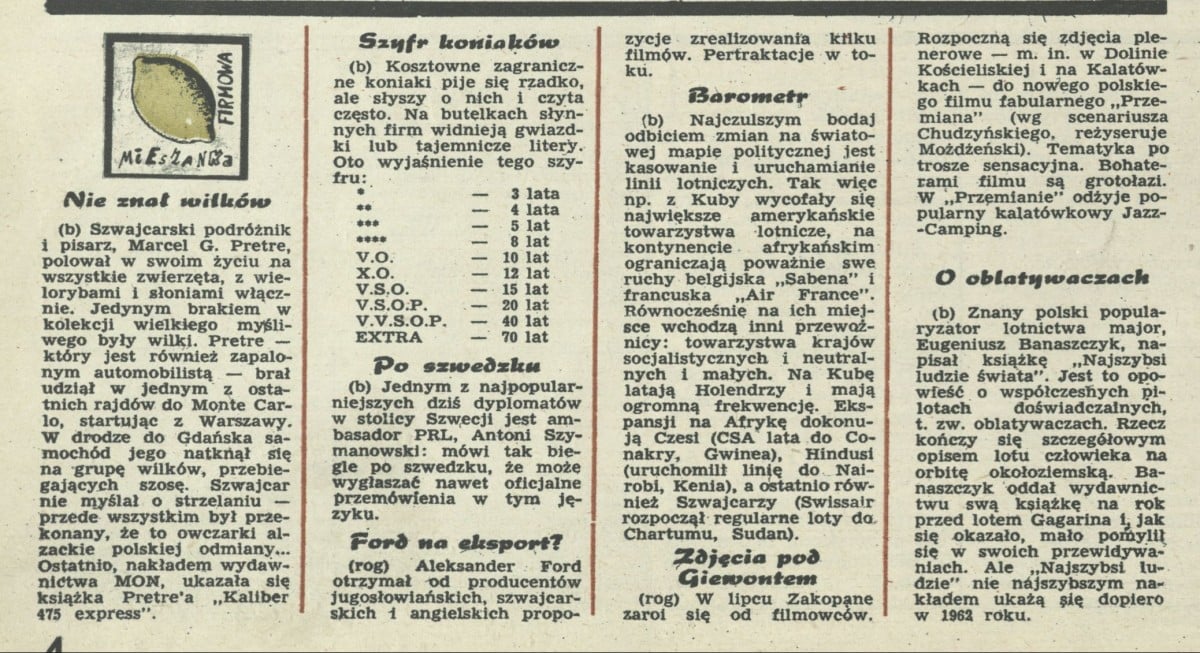 FIRMOWA
MIESZANKA
Nie znał wilków
(b) Szwajcarski podróżnik
i pisarz, Marcel G. Pretre,
polował w swoim życiu na
wszystkie zwierzęta, z wie-
lorybami i słoniami włącz-
nie. Jedynym brakiem w
kolekcji wielkiego myśli-
wego były wilki. Pretre —
który jest również zapalo-
nym automobilistą — brał
udział w jednym z osta-
tnich rajdów do Monte Car-
lo, startując z Warszawy.
W drodze do Gdańska sa-
mochód jego natknął się
na grupę wilków, przebie-
gających szosę. Szwajcar
nie myślał o strzelaniu —
przede wszystkim był prze-
konany, że to owczarki al-
zackie polskiej odmiany...
Ostatnio, nakładem wydaw-
nictwa MON, ukazała się
książka Pretre'a „Kaliber
475 express".
4
Szyfr koniaków
(b) Kosztowne zagranicz-
ne koniaki pije się rzadko,
ale słyszy o nich i czyta
często. Na butelkach słyn-
nych firm widnieją gwiazd-
ki lub tajemnicze litery.
Oto wyjaśnienie tego szy-
fru:
* — 3 lata
** — 4 lata
*** — 5 lat
**** — 8 lat
V.O. — 10 lat
X.O. — 12 lat
V.S.O. — 15 lat
V.S.O.P. — 20 lat
V.V.S.O.P. — 40 lat
EXTRA — 70 lat
Po szwedzku
(b) Jednym z najpopular-
niejszych dziś dyplomatów
w stolicy Szwecji jest am-
basador PRL, Antoni Szy-
manowski: mówi tak bie-
gle po szwedzku, że może
wygłaszać nawet oficjalne
przemówienia w tym ję-
zyku.
Ford na eksport?
(rog) Aleksander Ford
otrzymał od producentów
jugosłowiańskich, szwajcar-
skich i angielskich propo-
zycje zrealizowania kilku
filmów. Pertraktacje w to-
ku.
Barometr
(b) Najczulszym bodaj
odbiciem zmian na świato-
wej mapie politycznej jest
kasowanie i uruchamianie
linii lotniczych. Tak więc
np. z Kuby wycofały się
największe amerykańskie
towarzystwa lotnicze, na
kontynencie afrykańskim
ograniczają poważnie swe
ruchy belgijska „Sabena" i
francuska „Air France".
Równocześnię na ich miej-
sce wchodzą inni przewoź-
nicy: towarzystwa krajów
socjalistycznych i neutral-
nych i małych. Na Kubę
latają Holendrzy i mają
ogromną frekwencję. Eks-
pansji na Afrykę dokonu-
ją Czesi (CSA lata do Co-
nakry, Gwinea), Hindusi
(uruchomili linię do Nai-
robi, Kenia), a ostatnio rów-
nież Szwajcarzy (Swissair
rozpoczął regularne loty do
Chartumu, Sudan).
Zdjęcia pod
Giewontem
(rog) W lipcu Zakopane
zaroi się od filmowców.
Rozpoczną się zdjęcia ple-
nerowe — m. in. w Dolinie
Kościeliskiej i na Kalatów-
kach — do nowego polskie-
go filmu fabularnego „Prze-
miana" (wg scenariusza
Chudzyńskiego, reżyseruje
Możdżeński). Tematyka po
trosze sensacyjna. Bohate-
rami filmu są grotołazi.
W „Przemianie" odżyje po-
pularny kalatówkowy Jazz-
-Camping.
O oblatywaczach
(b) Znany polski popula-
ryzator lotnictwa major,
Eugeniusz Banaszczyk, na-
pisał książkę „Najszybsi
ludzie świata". Jest to opo-
wieść o współczesnych pi-
lotach doświadczalnych,
t. zw. oblatywaczach. Rzecz
kończy się szczegółowym
opisem lotu człowieka na
orbitę okołoziemską. Ba-
naszczyk oddał wydawnic-
twu swą książkę na rok
przed lotem Gagarina i, jak
się okazało, mało pomylił
się w swoich przewidywa-
niach. Ale „Najszybsi lu-
dzie" nie najszybszym na-
kładem ukażą się dopiero
w 1962 roku.